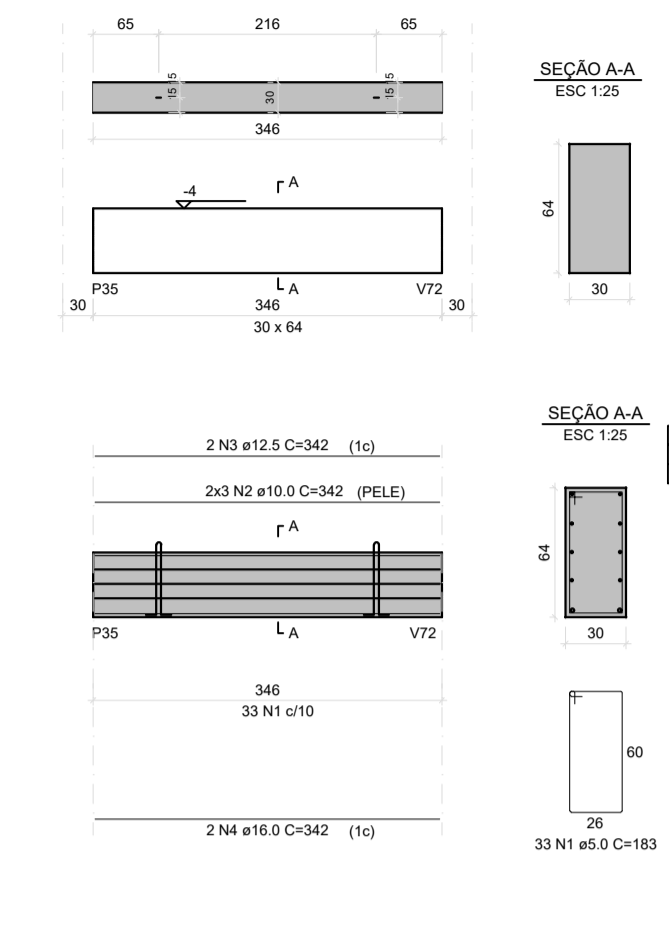 65 216 65
15 15 30 15 15
346
SEÇÃO A-A
ESC 1:25
-4
A
64
30
P35 A V72
30 346 30
30 x 64
SEÇÃO A-A
ESC 1:25
2 N3 ø12.5 C=342 (1c)
2x3 N2 ø10.0 C=342 (PELE)
A
64
30
P35 A V72
346
33 N1 c/10
60
26
33 N1 ø5.0 C=183
2 N4 ø16.0 C=342 (1c)